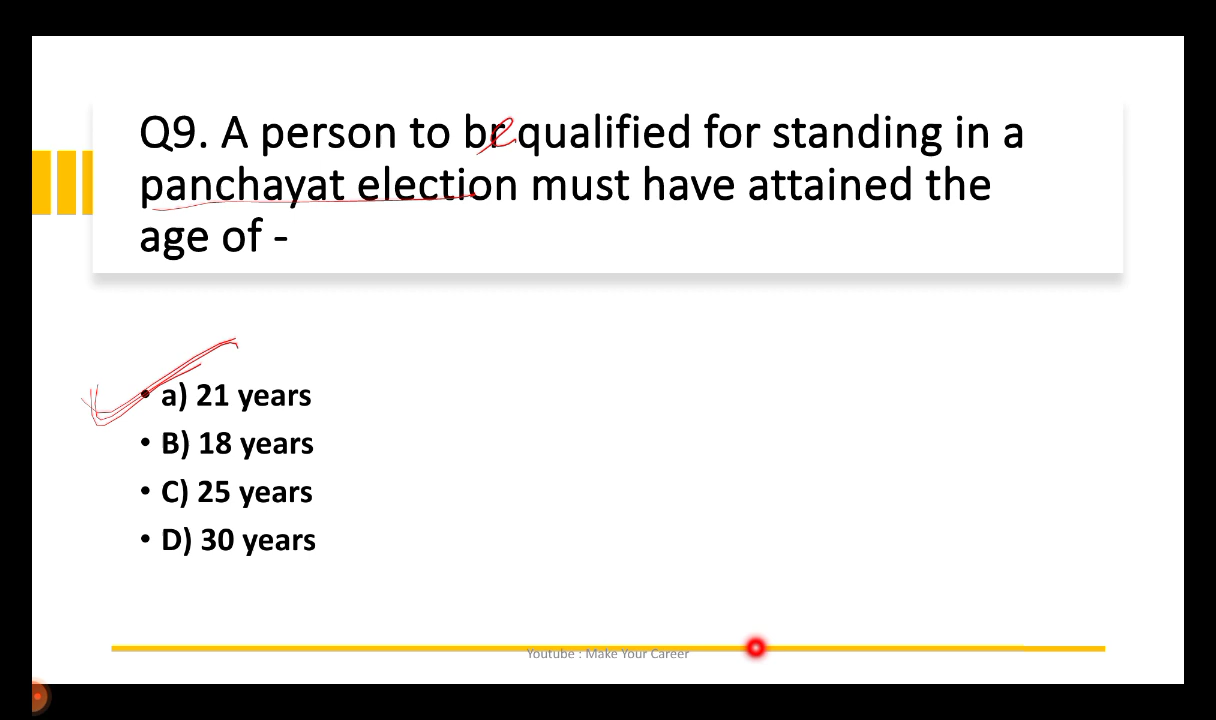 Q9. A person to br e qualified for standing in a
panchayat election must have attained the
age of -
• a) 21 years
• B) 18 years
• C) 25 years
• D) 30 years
Youtube : Make Your Career